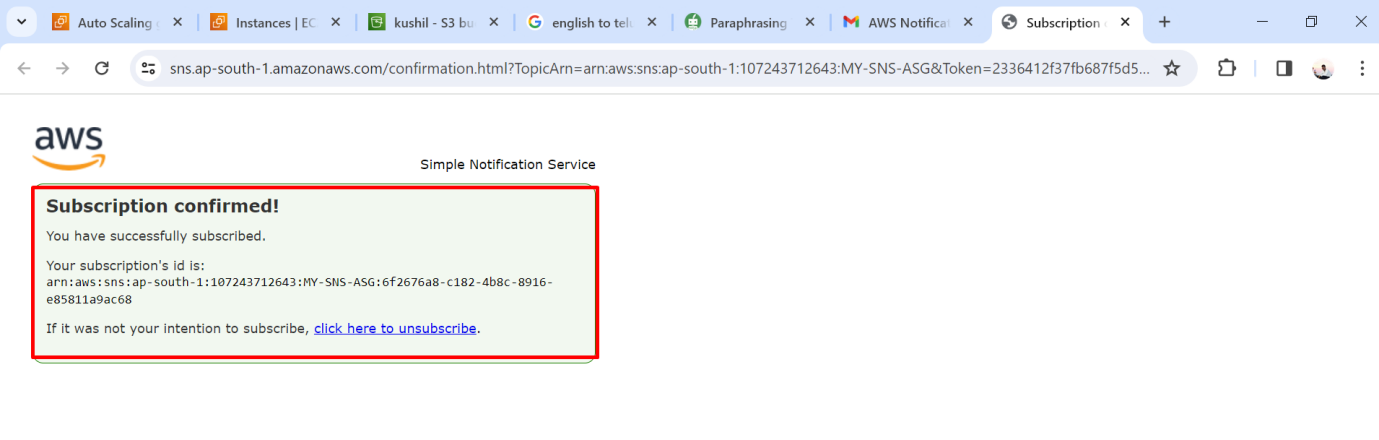 Auto Scaling
Instances | EC
kushil - S3 bu
english to telu
Paraphrasing
AWS Notificat
Subscription
sns.ap-south-1.amazonaws.com/confirmation.html?TopicArn=arn:aws:sns:ap-south-1:107243712643:MY-SNS-ASG&Token=2336412f37fb687f5d5...
aws
Simple Notification Service
Subscription confirmed!
You have successfully subscribed.
Your subscription's id is:
arn:aws:sns:ap-south-1:107243712643:MY-SNS-ASG:6f2676a8-c182-4b8c-8916-
e85811a9ac68
If it was not your intention to subscribe, click here to unsubscribe.